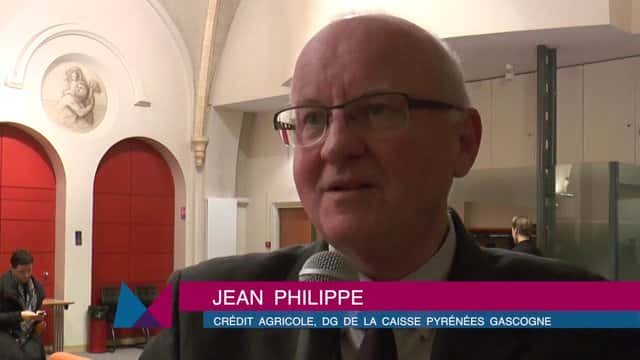 JEAN PHILIPPE
CRÉDIT AGRICOLE, DG DE LA CAISSE PYRÉNÉES GASCOGNE